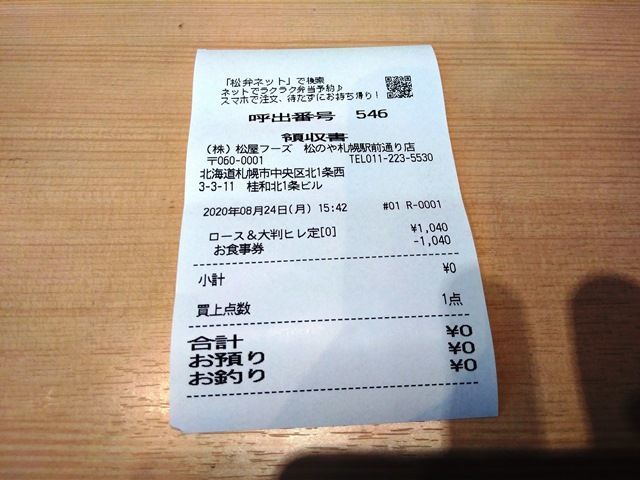 「松弁ネット」で検索
ネットでラクラク弁当予約♪
スマホで注文、待たずにお持ち帰り!
呼出番号 546
領収書
(株)松屋フーズ 松のや札幌駅前通り店
〒060-0001 TEL011-223-5530
北海道札幌市中央区北1条西
3-3-11 桂和北1条ビル
2020年08月24日(月) 15:42 #01 R-0001
ロース&大判ヒレ定[0] ¥1,040
お食事券 -1,040
小計 ¥0
買上点数 1点
合計 ¥0
お預り ¥0
お釣り ¥0